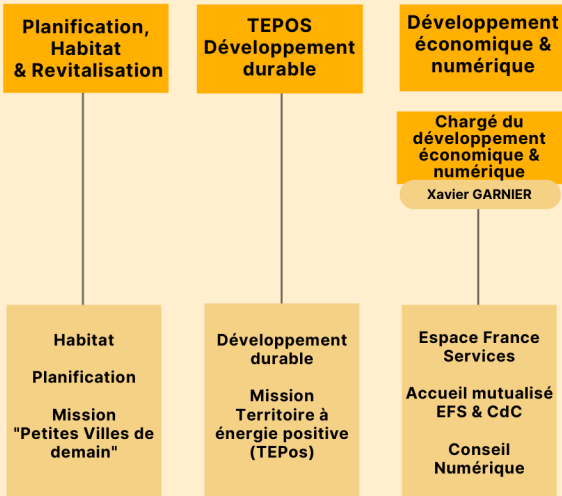 Planification,
Habitat
& Revitalisation
TEPOS
Développement
durable
Développement
économique &
numérique
Chargé du
développement
économique &
numérique
Xavier GARNIER
Habitat
Planification
Mission
"Petites Villes de
demain"
Développement
durable
Mission
Territoire à
énergie positive
(TEPos)
Espace France
Services
Accueil mutualisé
EFS & CdC
Conseil
Numérique